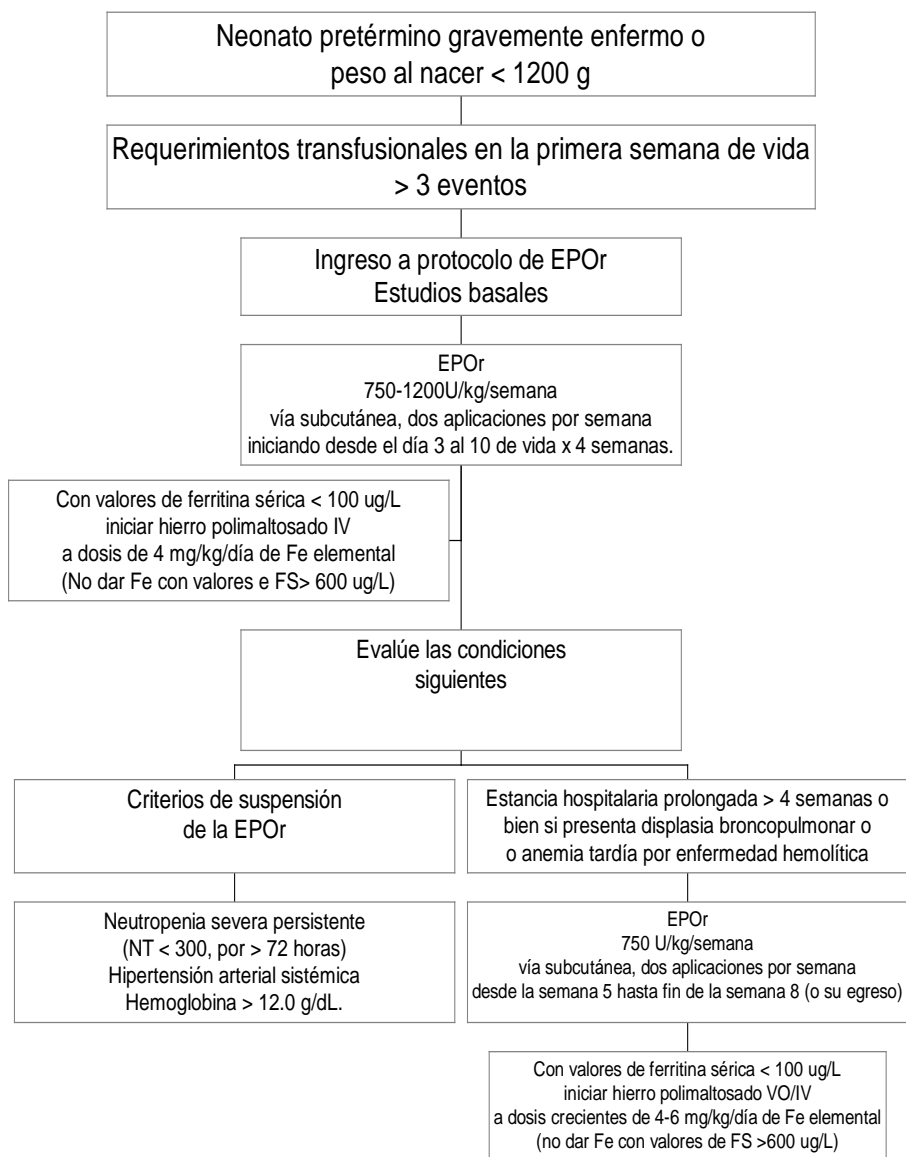 Neonato pretérmino gravemente enfermo o
peso al nacer < 1200 g
Requerimientos transfusionales en la primera semana de vida
> 3 eventos
Ingreso a protocolo de EPOr
Estudios basales
EPOr
750-1200U/kg/semana
vía subcutánea, dos aplicaciones por semana
iniciando desde el día 3 al 10 de vida x 4 semanas.
Con valores de ferritina sérica < 100 ug/L
iniciar hierro polimaltosado IV
a dosis de 4 mg/kg/día de Fe elemental
(No dar Fe con valores e FS> 600 ug/L)
Evalúe las condiciones
siguientes
Criterios de suspensión
de la EPOr
Neutropenia severa persistente
(NT < 300, por > 72 horas)
Hipertensión arterial sistémica
Hemoglobina > 12.0 g/dL.
Estancia hospitalaria prolongada > 4 semanas o
bien si presenta displasia broncopulmonar o
o anemia tardía por enfermedad hemolítica
EPOr
750 U/kg/semana
vía subcutánea, dos aplicaciones por semana
desde la semana 5 hasta fin de la semana 8 (o su egreso)
Con valores de ferritina sérica < 100 ug/L
iniciar hierro polimaltosado VO/IV
a dosis crecientes de 4-6 mg/kg/día de Fe elemental
(no dar Fe con valores de FS >600 ug/L)